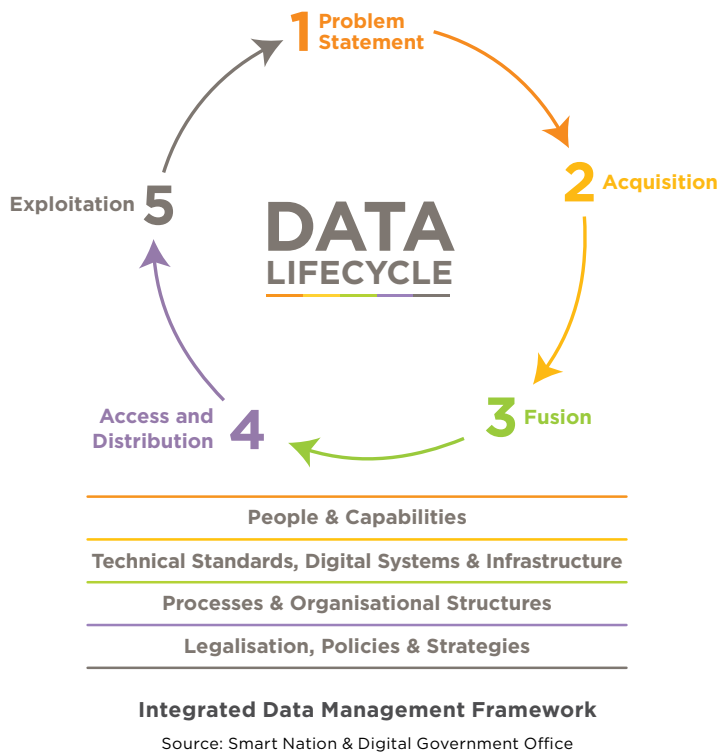 1 Problem
Statement
2 Acquisition
3 Fusion
Access and
Distribution 4
Exploitation 5
DATA
LIFECYCLE
People & Capabilities
Technical Standards, Digital Systems & Infrastructure
Processes & Organisational Structures
Legalisation, Policies & Strategies
Integrated Data Management Framework
Source: Smart Nation & Digital Government Office